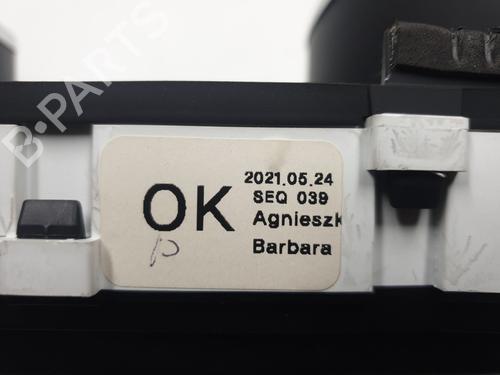 B-PARTS
OK
2021.05.24
SEQ 039
Agnieszk
Barbara